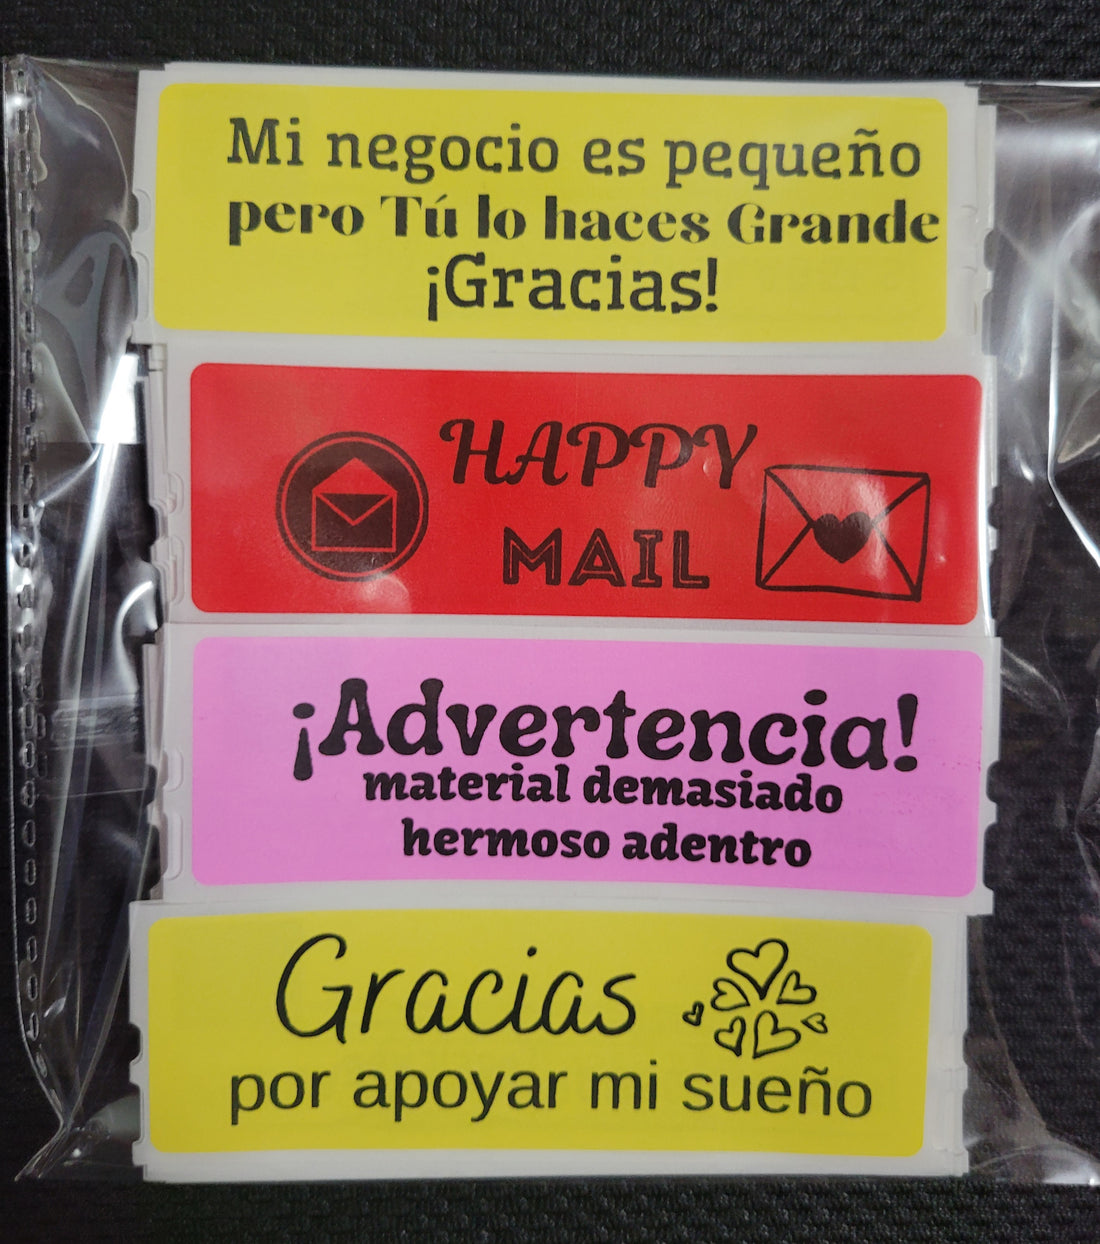 Mi negocio es pequeño
pero Tú lo haces Grande
¡Gracias!
HAPPY
MAIL
¡Advertencia!
material demasiado
hermoso adentro
Gracias
por apoyar mi sueño